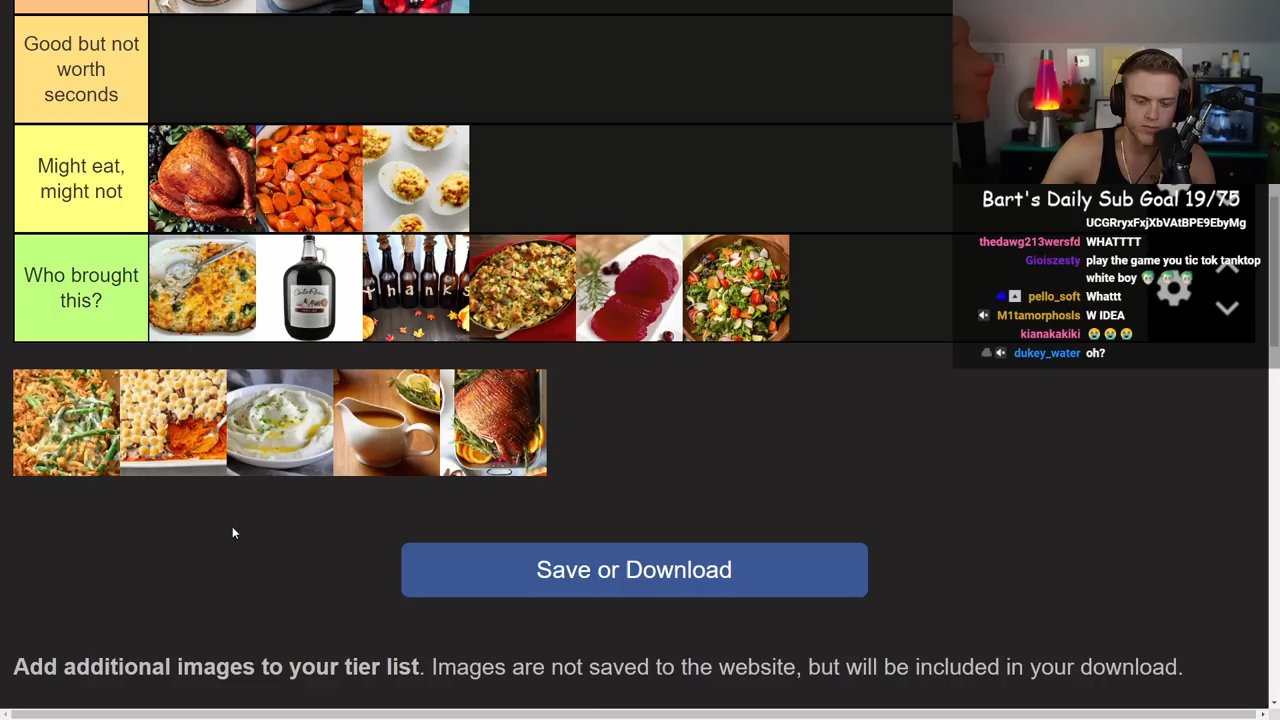 Good but not
worth
seconds
Might eat,
might not
Who brought
this?
thanks
Bart's Daily Sub Goal 19/75
UCGRryxFxjXbVAtBPE9EbyMg
thedawg213wersfd WHATTTT
Gioiszesty play the game you tic tok tanktop
white boy
pello_soft Whattt
M1tamorphosis W IDEA
kianakakiki 😭😭😭
dukey_water oh?
Save or Download
Add additional images to your tier list. Images are not saved to the website, but will be included in your download.